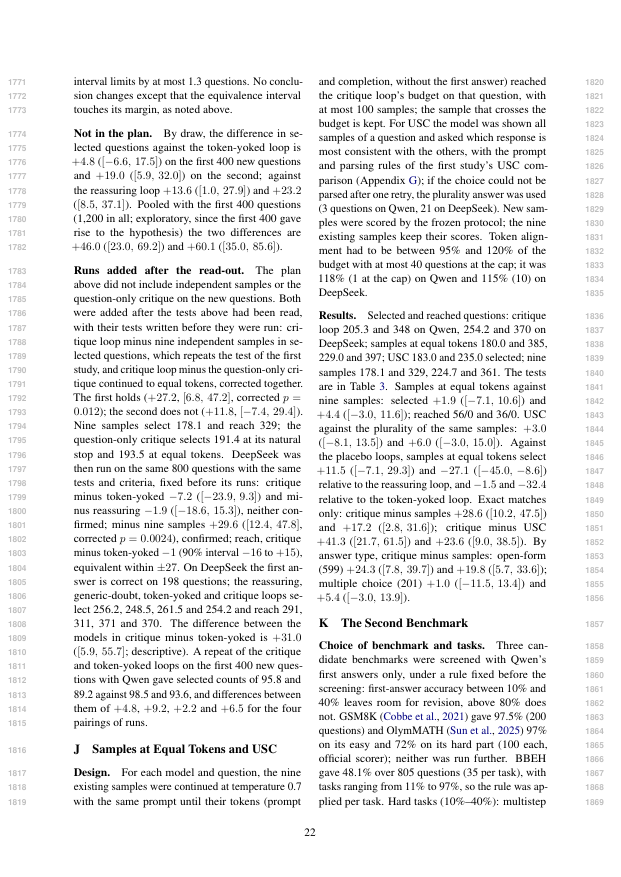 1771 interval limits by at most 1.3 questions. No conclu-
1772 sion changes except that the equivalence interval
1773 touches its margin, as noted above.
1774 Not in the plan. By draw, the difference in se-
1775 lected questions against the token-yoked loop is
1776 +4.8 ([−6.6, 17.5]) on the first 400 new questions
1777 and +19.0 ([5.9, 32.0]) on the second; against
1778 the reassuring loop +13.6 ([1.0, 27.9]) and +23.2
1779 ([8.5, 37.1]). Pooled with the first 400 questions
1780 (1,200 in all; exploratory, since the first 400 gave
1781 rise to the hypothesis) the two differences are
1782 +46.0 ([23.0, 69.2]) and +60.1 ([35.0, 85.6]).
1783 Runs added after the read-out. The plan
1784 above did not include independent samples or the
1785 question-only critique on the new questions. Both
1786 were added after the tests above had been read,
1787 with their tests written before they were run: cri-
1788 tique loop minus nine independent samples in se-
1789 lected questions, which repeats the test of the first
1790 study, and critique loop minus the question-only cri-
1791 tique continued to equal tokens, corrected together.
1792 The first holds (+27.2, [6.8, 47.2], corrected p =
1793 0.012); the second does not (+11.8, [−7.4, 29.4]).
1794 Nine samples select 178.1 and reach 329; the
1795 question-only critique selects 191.4 at its natural
1796 stop and 193.5 at equal tokens. DeepSeek was
1797 then run on the same 800 questions with the same
1798 tests and criteria, fixed before its runs: critique
1799 minus token-yoked −7.2 ([−23.9, 9.3]) and mi-
1800 nus reassuring −1.9 ([−18.6, 15.3]), neither con-
1801 firmed; minus nine samples +29.6 ([12.4, 47.8],
1802 corrected p = 0.0024), confirmed; reach, critique
1803 minus token-yoked −1 (90% interval −16 to +15),
1804 equivalent within ±27. On DeepSeek the first an-
1805 swer is correct on 198 questions; the reassuring,
1806 generic-doubt, token-yoked and critique loops se-
1807 lect 256.2, 248.5, 261.5 and 254.2 and reach 291,
1808 311, 371 and 370. The difference between the
1809 models in critique minus token-yoked is +31.0
1810 ([5.9, 55.7]; descriptive). A repeat of the critique
1811 and token-yoked loops on the first 400 new ques-
1812 tions with Qwen gave selected counts of 95.8 and
1813 89.2 against 98.5 and 93.6, and differences between
1814 them of +4.8, +9.2, +2.2 and +6.5 for the four
1815 pairings of runs.
1816 J Samples at Equal Tokens and USC
1817 Design. For each model and question, the nine
1818 existing samples were continued at temperature 0.7
1819 with the same prompt until their tokens (prompt
and completion, without the first answer) reached 1820
the critique loop's budget on that question, with 1821
at most 100 samples; the sample that crosses the 1822
budget is kept. For USC the model was shown all 1823
samples of a question and asked which response is 1824
most consistent with the others, with the prompt 1825
and parsing rules of the first study's USC com- 1826
parison (Appendix G); if the choice could not be 1827
parsed after one retry, the plurality answer was used 1828
(3 questions on Qwen, 21 on DeepSeek). New sam- 1829
ples were scored by the frozen protocol; the nine 1830
existing samples keep their scores. Token align- 1831
ment had to be between 95% and 120% of the 1832
budget with at most 40 questions at the cap; it was 1833
118% (1 at the cap) on Qwen and 115% (10) on 1834
DeepSeek. 1835
Results. Selected and reached questions: critique 1836
loop 205.3 and 348 on Qwen, 254.2 and 370 on 1837
DeepSeek; samples at equal tokens 180.0 and 385, 1838
229.0 and 397; USC 183.0 and 235.0 selected; nine 1839
samples 178.1 and 329, 224.7 and 361. The tests 1840
are in Table 3. Samples at equal tokens against 1841
nine samples: selected +1.9 ([−7.1, 10.6]) and 1842
+4.4 ([−3.0, 11.6]); reached 56/0 and 36/0. USC 1843
against the plurality of the same samples: +3.0 1844
([−8.1, 13.5]) and +6.0 ([−3.0, 15.0]). Against 1845
the placebo loops, samples at equal tokens select 1846
+11.5 ([−7.1, 29.3]) and −27.1 ([−45.0, −8.6]) 1847
relative to the reassuring loop, and −1.5 and −32.4 1848
relative to the token-yoked loop. Exact matches 1849
only: critique minus samples +28.6 ([10.2, 47.5]) 1850
and +17.2 ([2.8, 31.6]); critique minus USC 1851
+41.3 ([21.7, 61.5]) and +23.6 ([9.0, 38.5]). By 1852
answer type, critique minus samples: open-form 1853
(599) +24.3 ([7.8, 39.7]) and +19.8 ([5.7, 33.6]); 1854
multiple choice (201) +1.0 ([−11.5, 13.4]) and 1855
+5.4 ([−3.0, 13.9]). 1856
K The Second Benchmark 1857
Choice of benchmark and tasks. Three can- 1858
didate benchmarks were screened with Qwen's 1859
first answers only, under a rule fixed before the 1860
screening: first-answer accuracy between 10% and 1861
40% leaves room for revision, above 80% does 1862
not. GSM8K (Cobbe et al., 2021) gave 97.5% (200 1863
questions) and OlymMATH (Sun et al., 2025) 97% 1864
on its easy and 72% on its hard part (100 each, 1865
official scorer); neither was run further. BBEH 1866
gave 48.1% over 805 questions (35 per task), with 1867
tasks ranging from 11% to 97%, so the rule was ap- 1868
plied per task. Hard tasks (10%–40%): multistep 1869
22